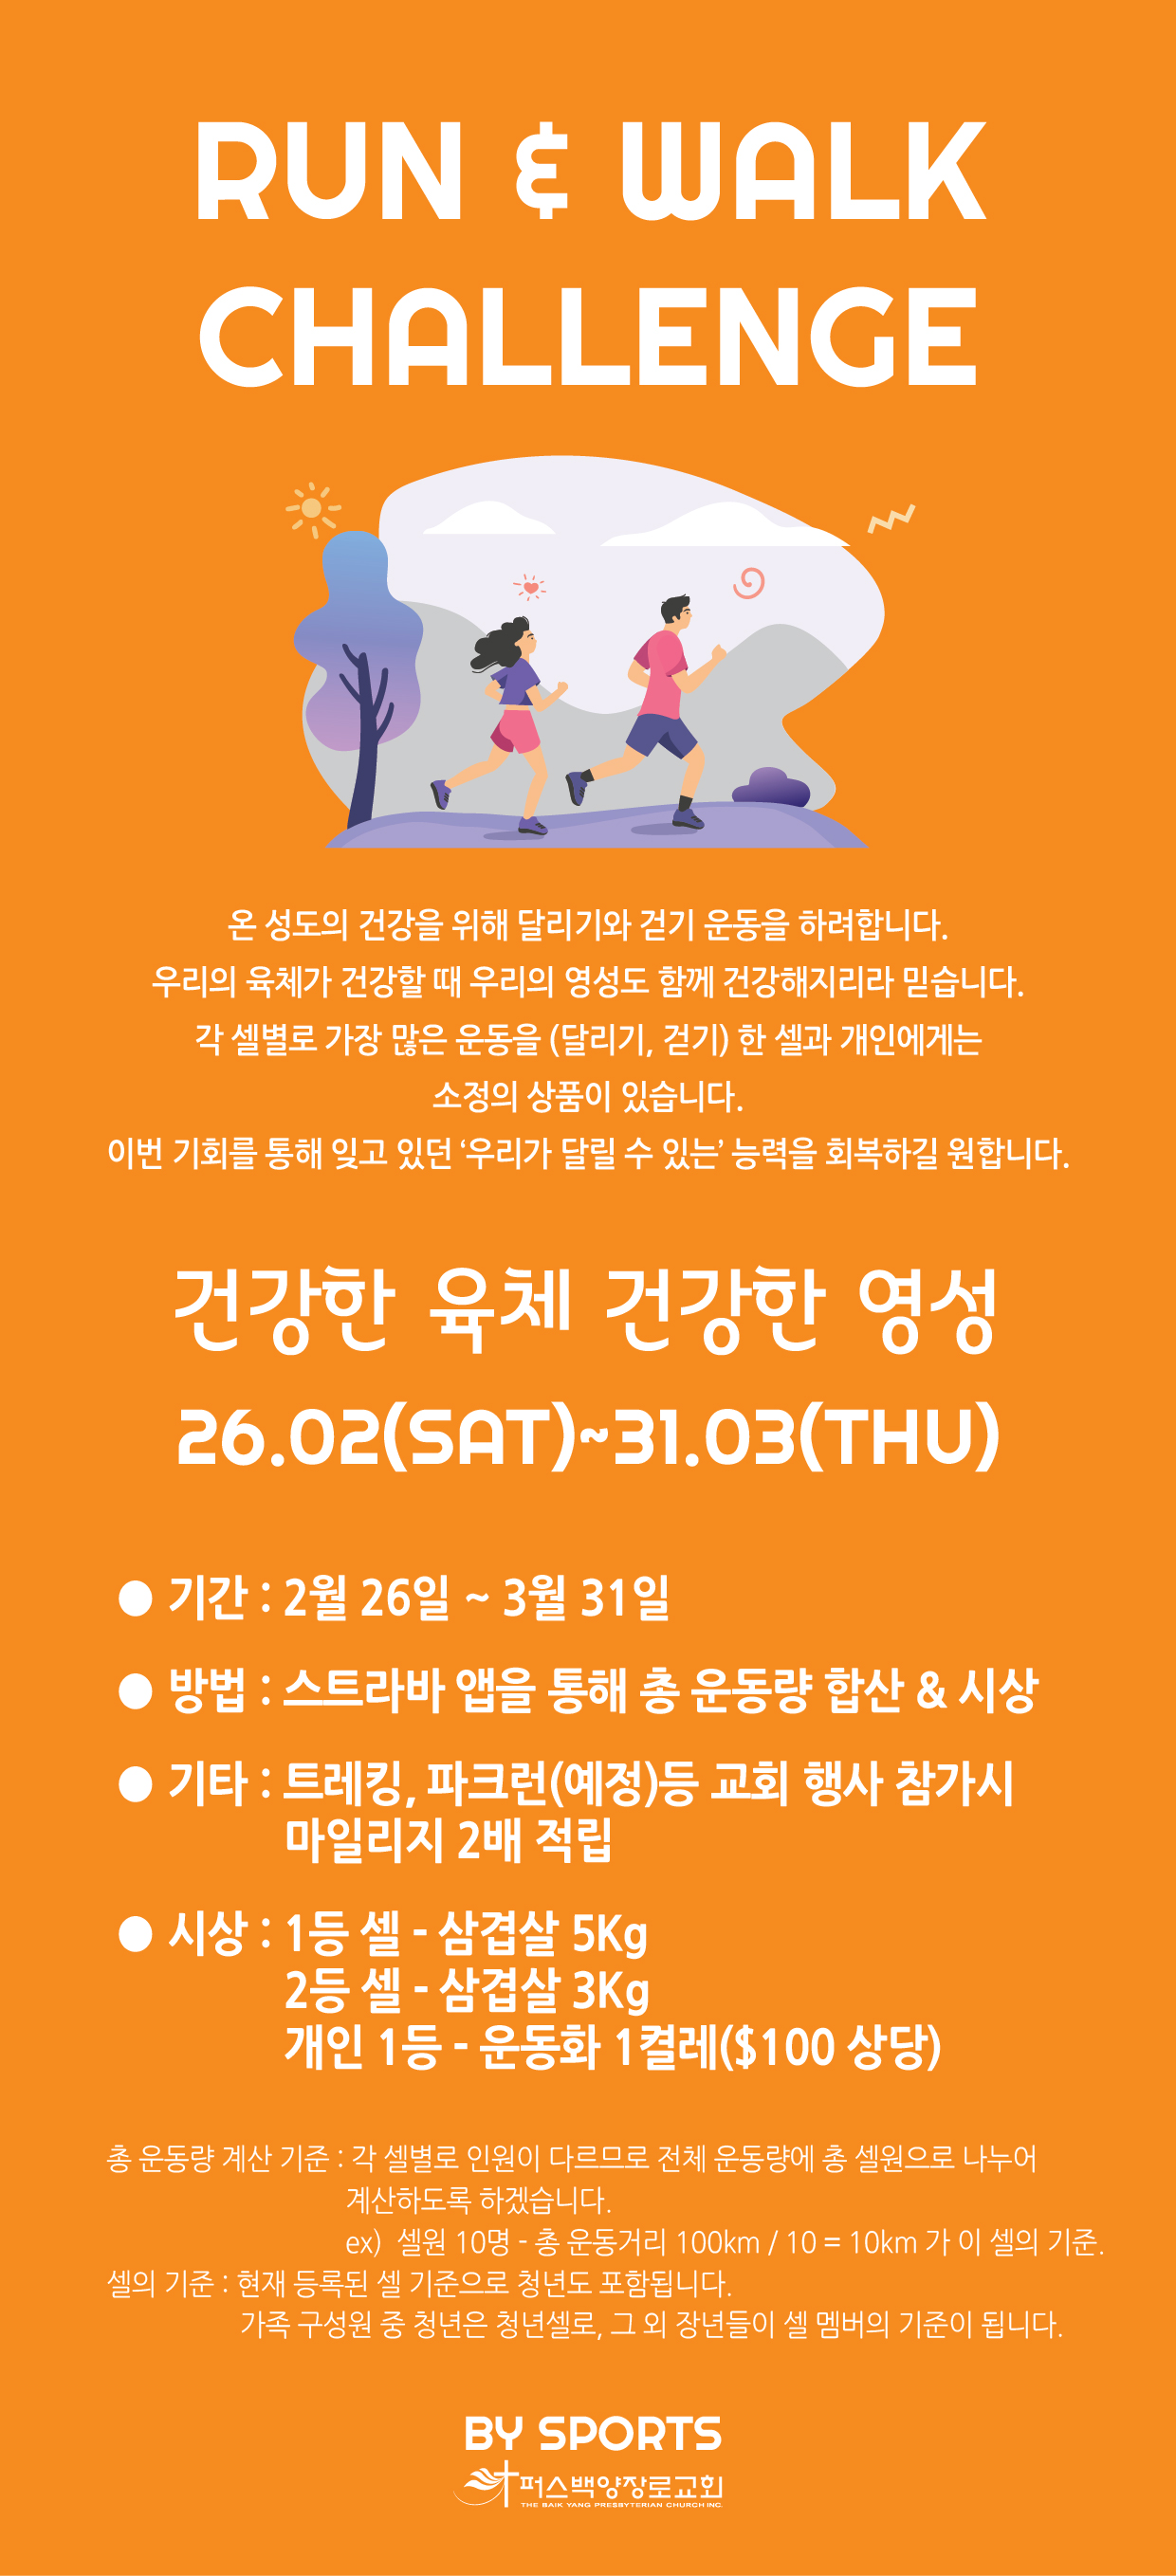 RUN & WALK
CHALLENGE
온 성도의 건강을 위해 달리기와 걷기 운동을 하려합니다.
우리의 육체가 건강할 때 우리의 영성도 함께 건강해지리라 믿습니다.
각 셀별로 가장 많은 운동을 (달리기, 걷기) 한 셀과 개인에게는
소정의 상품이 있습니다.
이번 기회를 통해 잊고 있던 ‘우리가 달릴 수 있는’ 능력을 회복하길 원합니다.
건강한 육체 건강한 영성
26.02(SAT)~31.03(THU)
● 기간 : 2월 26일 ~ 3월 31일
● 방법 : 스트라바 앱을 통해 총 운동량 합산 & 시상
● 기타 : 트레킹, 파크런(예정)등 교회 행사 참가시
마일리지 2배 적립
● 시상 : 1등 셀 - 삼겹살 5Kg
2등 셀 - 삼겹살 3Kg
개인 1등 - 운동화 1켤레($100 상당)
총 운동량 계산 기준 : 각 셀별로 인원이 다르므로 전체 운동량에 총 셀원으로 나누어
계산하도록 하겠습니다.
ex) 셀원 10명 - 총 운동거리 100km / 10 = 10km 가 이 셀의 기준.
셀의 기준 : 현재 등록된 셀 기준으로 청년도 포함됩니다.
가족 구성원 중 청년은 청년셀로, 그 외 장년들이 셀 멤버의 기준이 됩니다.
BY SPORTS
퍼스백양장로교회
THE BAIK YANG PRESBYTERIAN CHURCH INC.